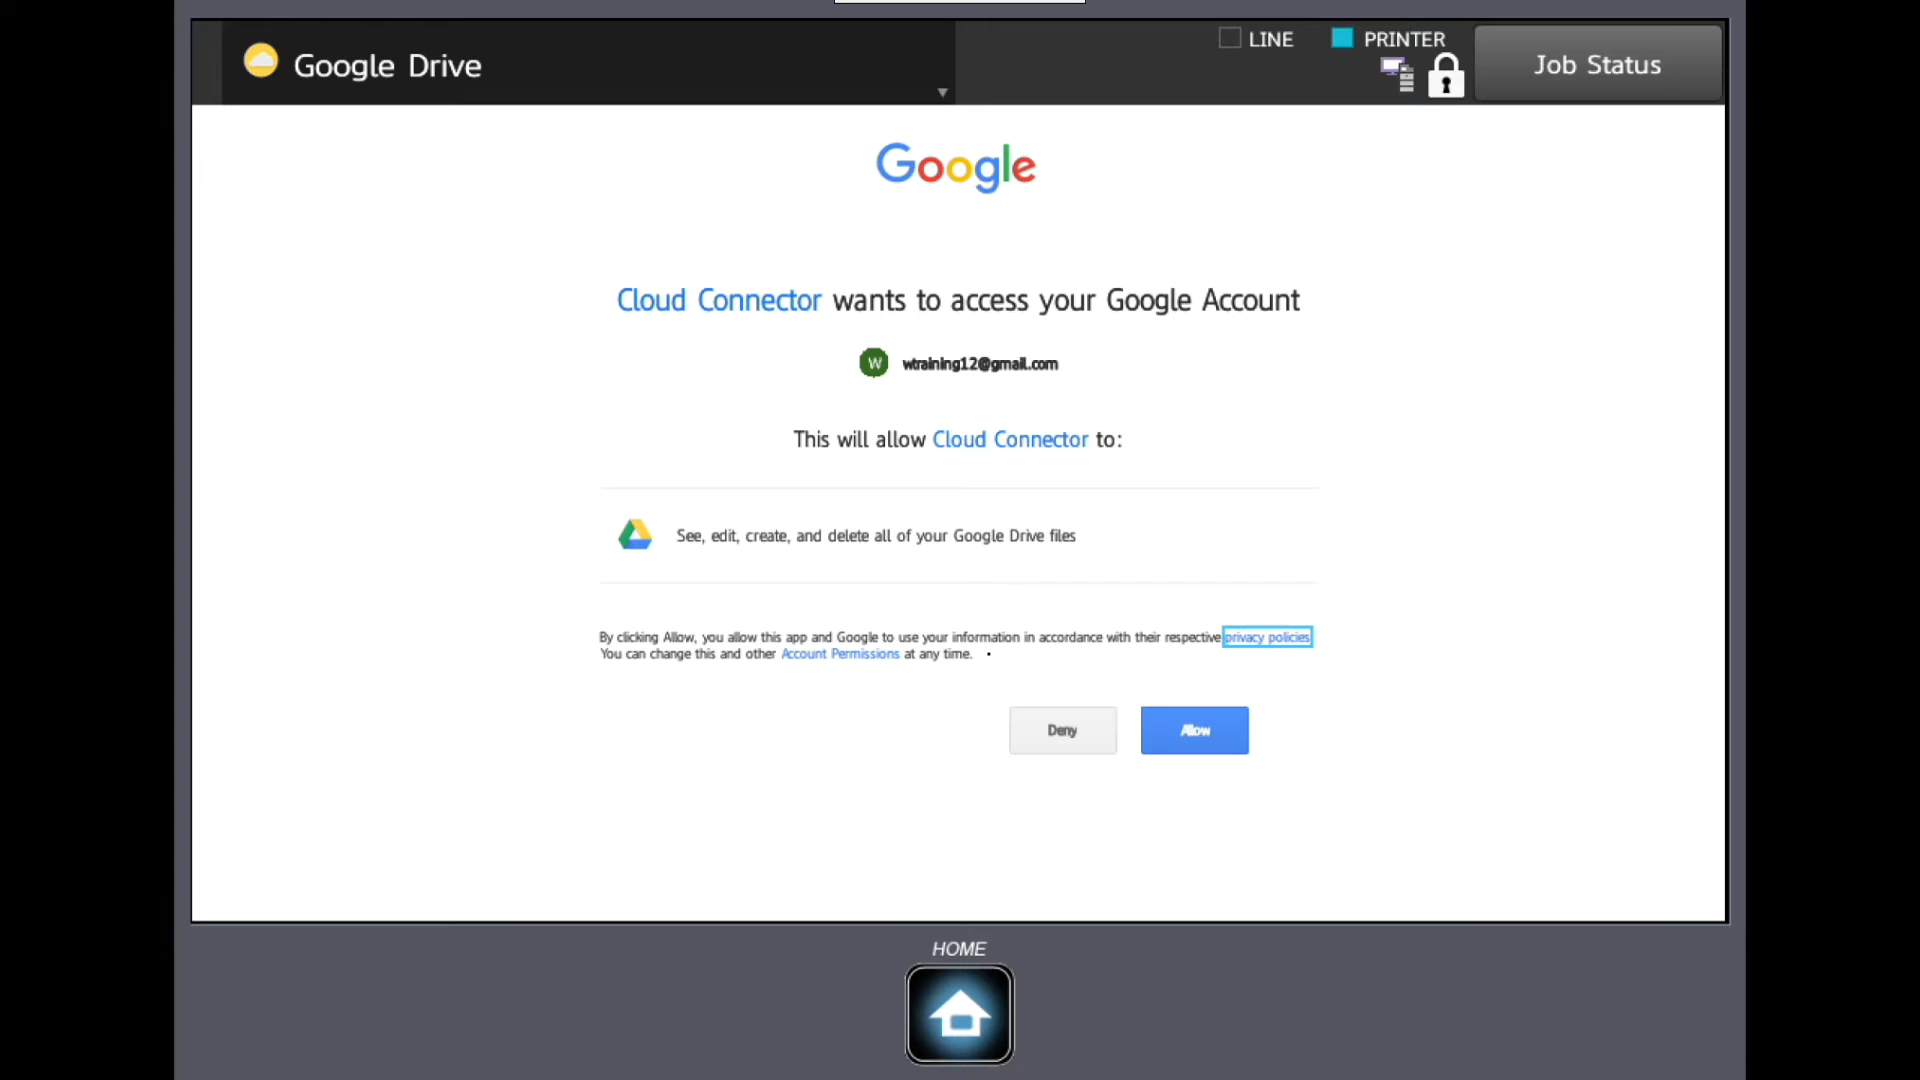 Google Drive
LINE
PRINTER
Job Status
Google
Cloud Connector wants to access your Google Account
W
wtraining12@gmail.com
This will allow Cloud Connector to:
See, edit, create, and delete all of your Google Drive files
By clicking Allow, you allow this app and Google to use your information in accordance with their respective privacy policies.
You can change this and other Account Permissions at any time.
Deny
Allow
HOME